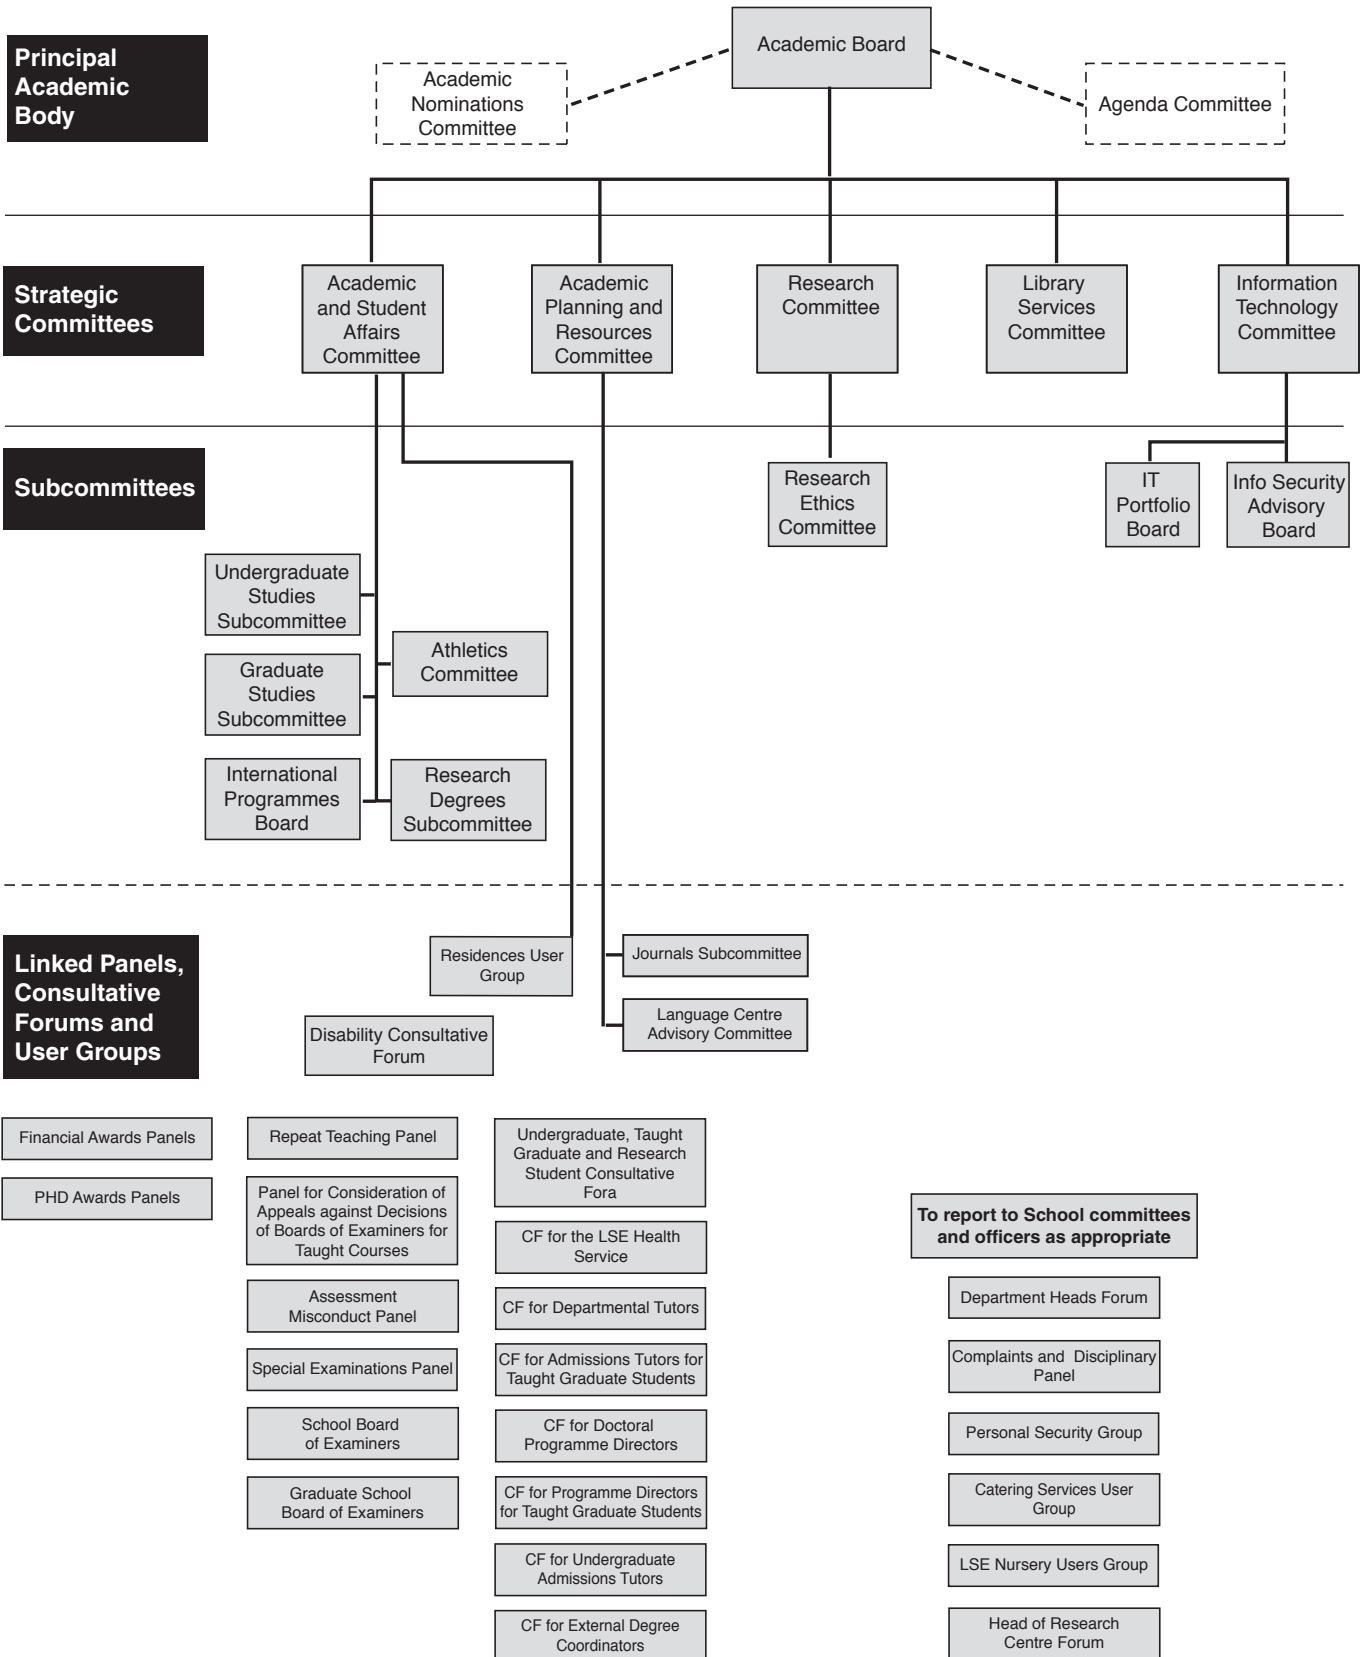 Principal
Academic
Body
Academic Board
Academic
Nominations
Committee
Agenda Committee
Strategic
Committees
Academic
and Student
Affairs
Committee
Academic
Planning and
Resources
Committee
Research
Committee
Library
Services
Committee
Information
Technology
Committee
Subcommittees
Research
Ethics
Committee
IT
Portfolio
Board
Info Security
Advisory
Board
Undergraduate
Studies
Subcommittee
Athletics
Committee
Graduate
Studies
Subcommittee
International
Programmes
Board
Research
Degrees
Subcommittee
Linked Panels,
Consultative
Forums and
User Groups
Residences User
Group
Journals Subcommittee
Disability Consultative
Forum
Language Centre
Advisory Committee
Financial Awards Panels
PHD Awards Panels
Repeat Teaching Panel
Panel for Consideration of
Appeals against Decisions
of Boards of Examiners for
Taught Courses
Assessment
Misconduct Panel
Special Examinations Panel
School Board
of Examiners
Graduate School
Board of Examiners
Undergraduate, Taught
Graduate and Research
Student Consultative
Fora
CF for the LSE Health
Service
CF for Departmental Tutors
CF for Admissions Tutors for
Taught Graduate Students
CF for Doctoral
Programme Directors
CF for Programme Directors
for Taught Graduate Students
CF for Undergraduate
Admissions Tutors
CF for External Degree
Coordinators
To report to School committees
and officers as appropriate
Department Heads Forum
Complaints and Disciplinary
Panel
Personal Security Group
Catering Services User
Group
LSE Nursery Users Group
Head of Research
Centre Forum